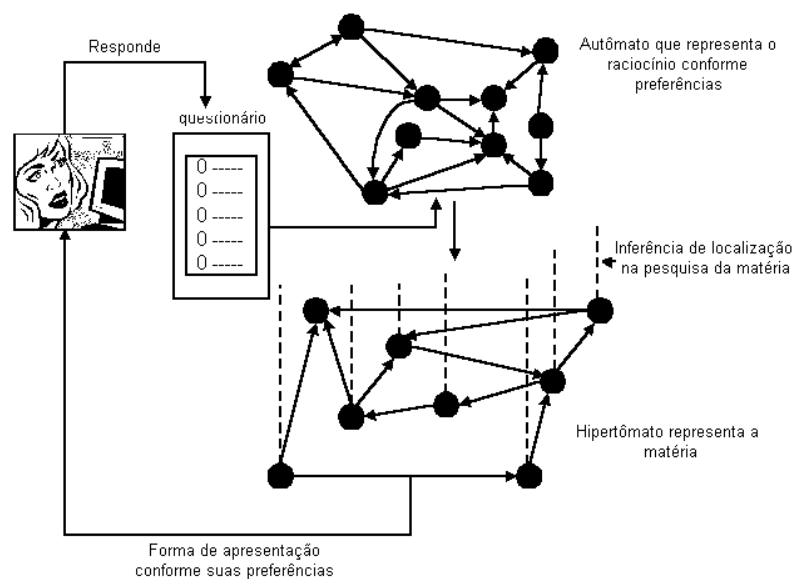 Responde
Autômato que representa o
raciocínio conforme
preferências
questionário
0 -----
0 -----
0 -----
0 -----
0 -----
Inferência de localização
na pesquisa da matéria
Hipertômato representa a
matéria
Forma de apresentação
conforme suas preferências